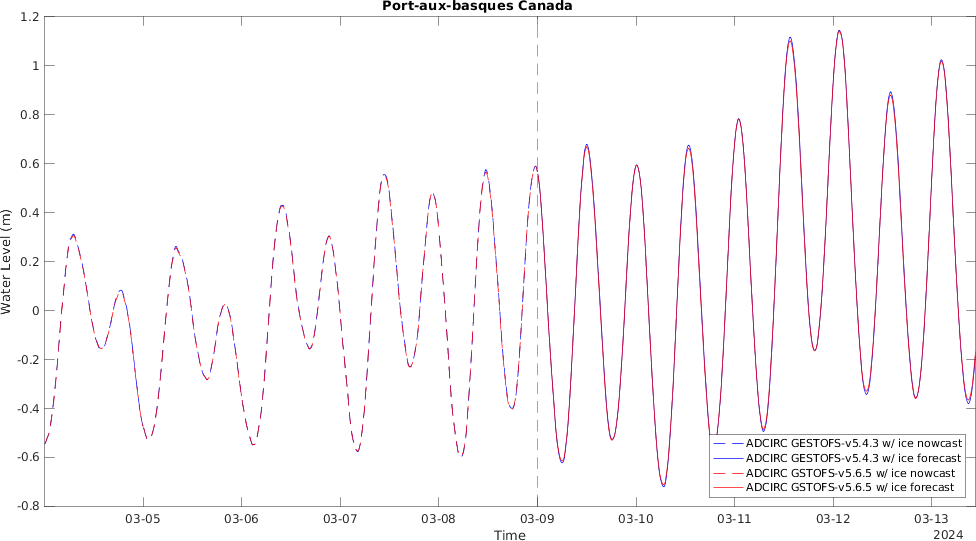 Port-aux-basques Canada
1.2
1
0.8
0.6
0.4
0.2
0
-0.2
-0.4
-0.6
-0.8
Water Level (m)
ADCIRC GESTOFS-v5.4.3 w/ ice nowcast
ADCIRC GESTOFS-v5.4.3 w/ ice forecast
ADCIRC GSTOFS-v5.6.5 w/ ice nowcast
ADCIRC GSTOFS-v5.6.5 w/ ice forecast
03-05 03-06 03-07 03-08 03-09 03-10 03-11 03-12 03-13
Time 2024